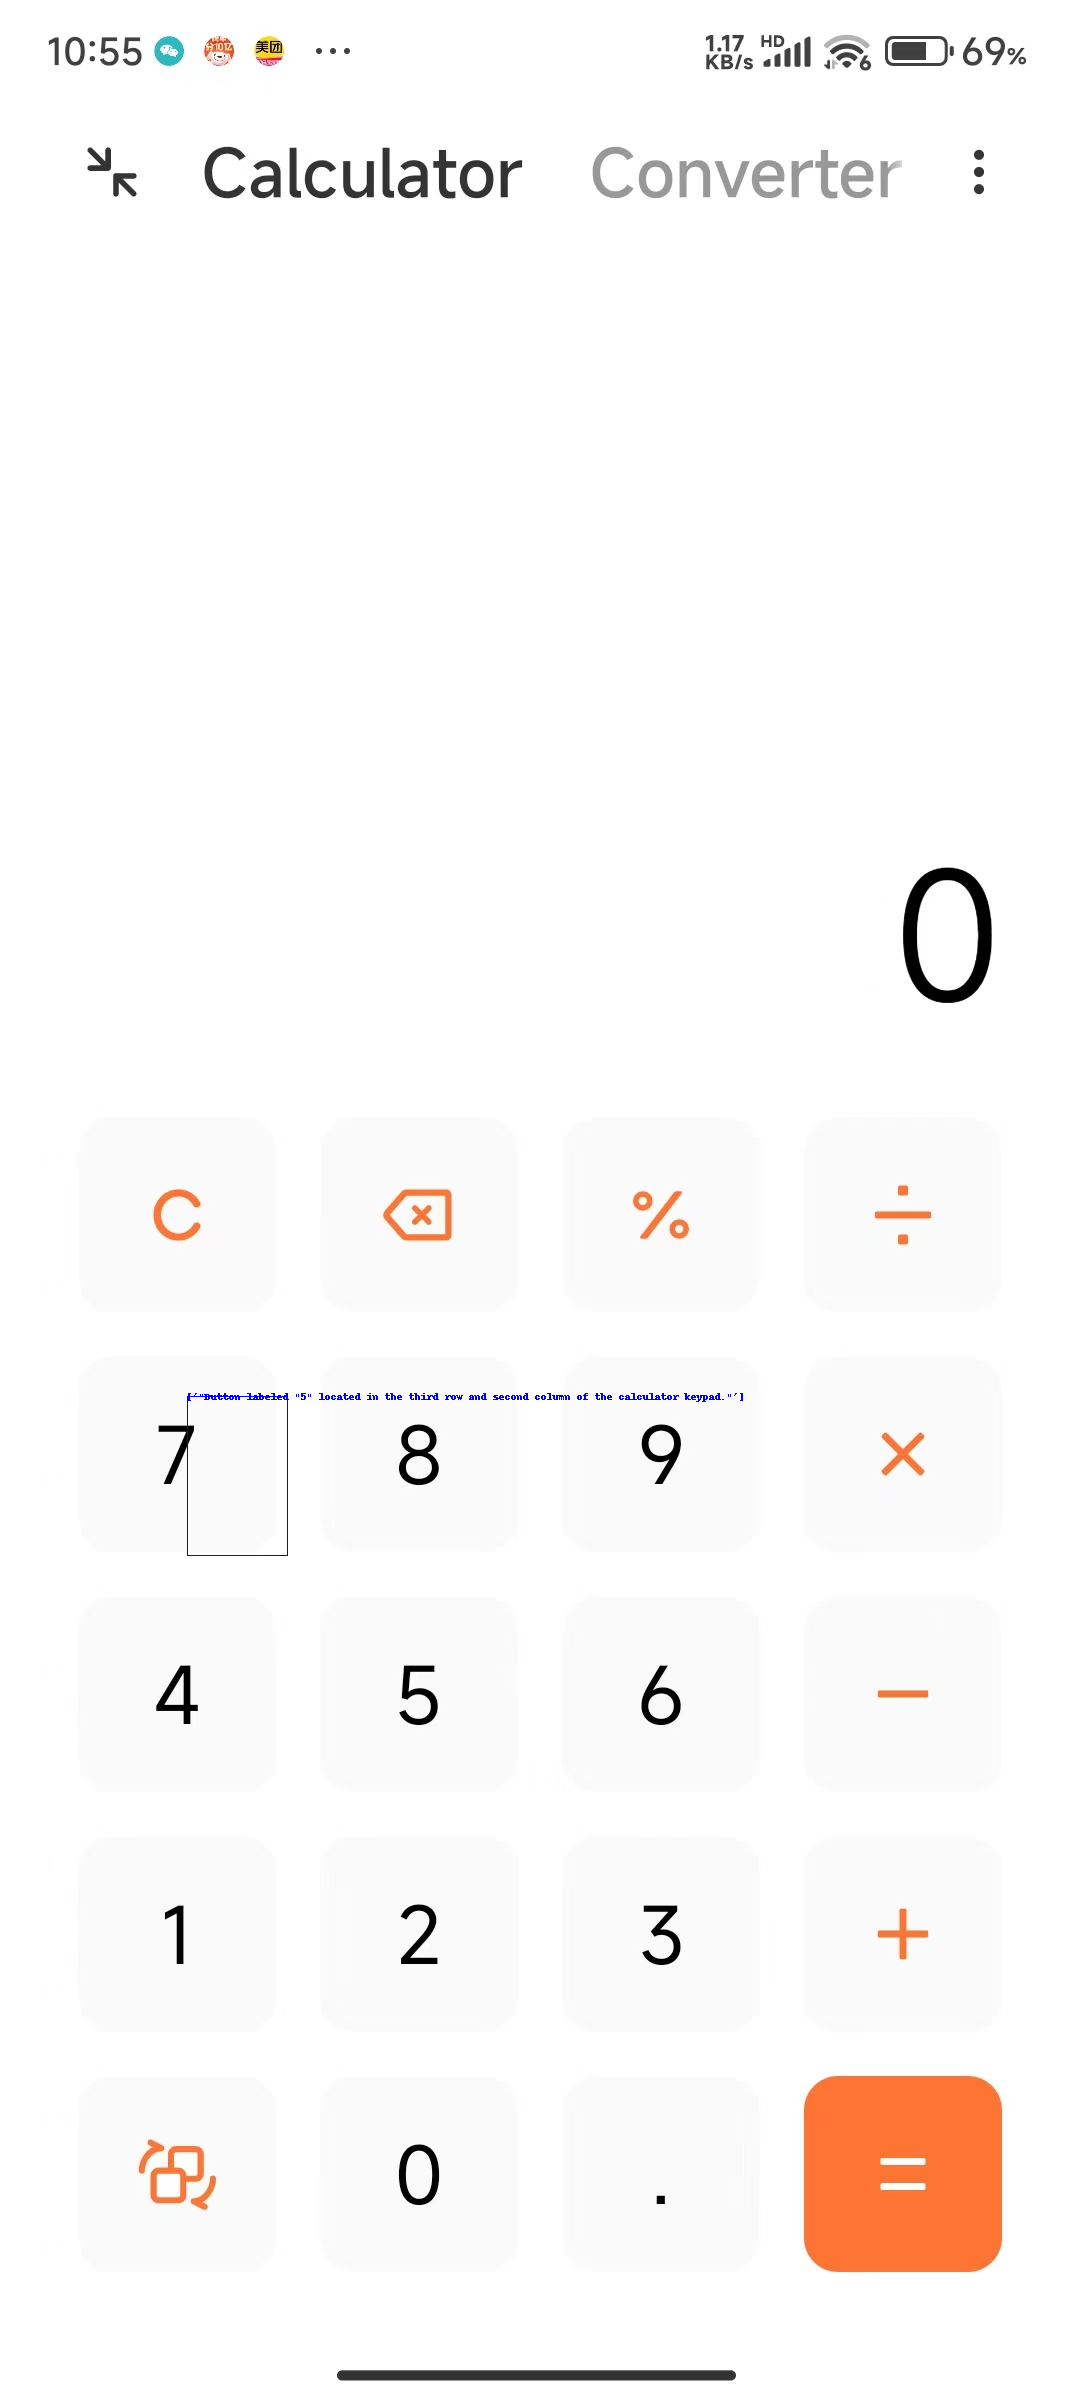 10:55 美团 ... 1.17 KB/s HD 6 69%
Calculator Converter
0
C % ÷
['"Button labeled "5" located in the third row and second column of the calculator keypad."']
7 8 9 ×
4 5 6 −
1 2 3 +
0 . =